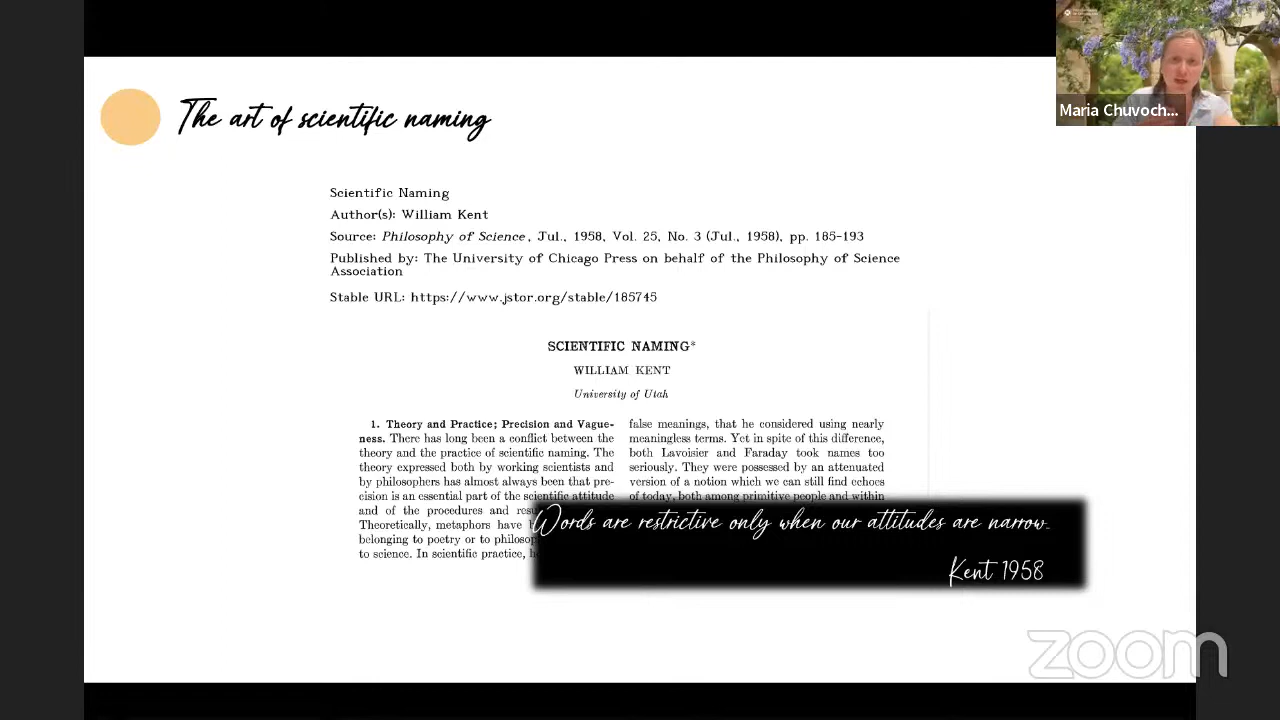 The art of scientific naming
Maria Chuvoch...
Scientific Naming
Author(s): William Kent
Source: Philosophy of Science, Jul., 1958, Vol. 25, No. 3 (Jul., 1958), pp. 185-193
Published by: The University of Chicago Press on behalf of the Philosophy of Science
Association
Stable URL: https://www.jstor.org/stable/185745
SCIENTIFIC NAMING*
WILLIAM KENT
University of Utah
1. Theory and Practice; Precision and Vague-
ness. There has long been a conflict between the
theory and the practice of scientific naming. The
theory expressed both by working scientists and
by philosophers has almost always been that pre-
cision is an essential part of the scientific attitude
and of the procedures and
Theoretically, metaphors have
belonging to poetry or to
to science. In scientific practice,
false meanings, that he considered using nearly
meaningless terms. Yet in spite of this difference,
both Lavoisier and Faraday took names too
seriously. They were possessed by an attenuated
version of a notion which we can still find echoes
of today, both among primitive people and within
Words are restrictive only when our attitudes are narrow.
Kent 1958
zoom